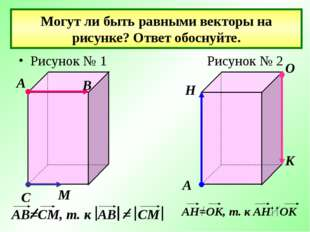 Могут ли быть равными векторы на
рисунке? Ответ обоснуйте.
• Рисунок № 1
Рисунок № 2
A
B
C
M
O
H
K
A
AB≠CM, т. к |AB| ≠ |CM|
AH≠OK, т. к AH OK